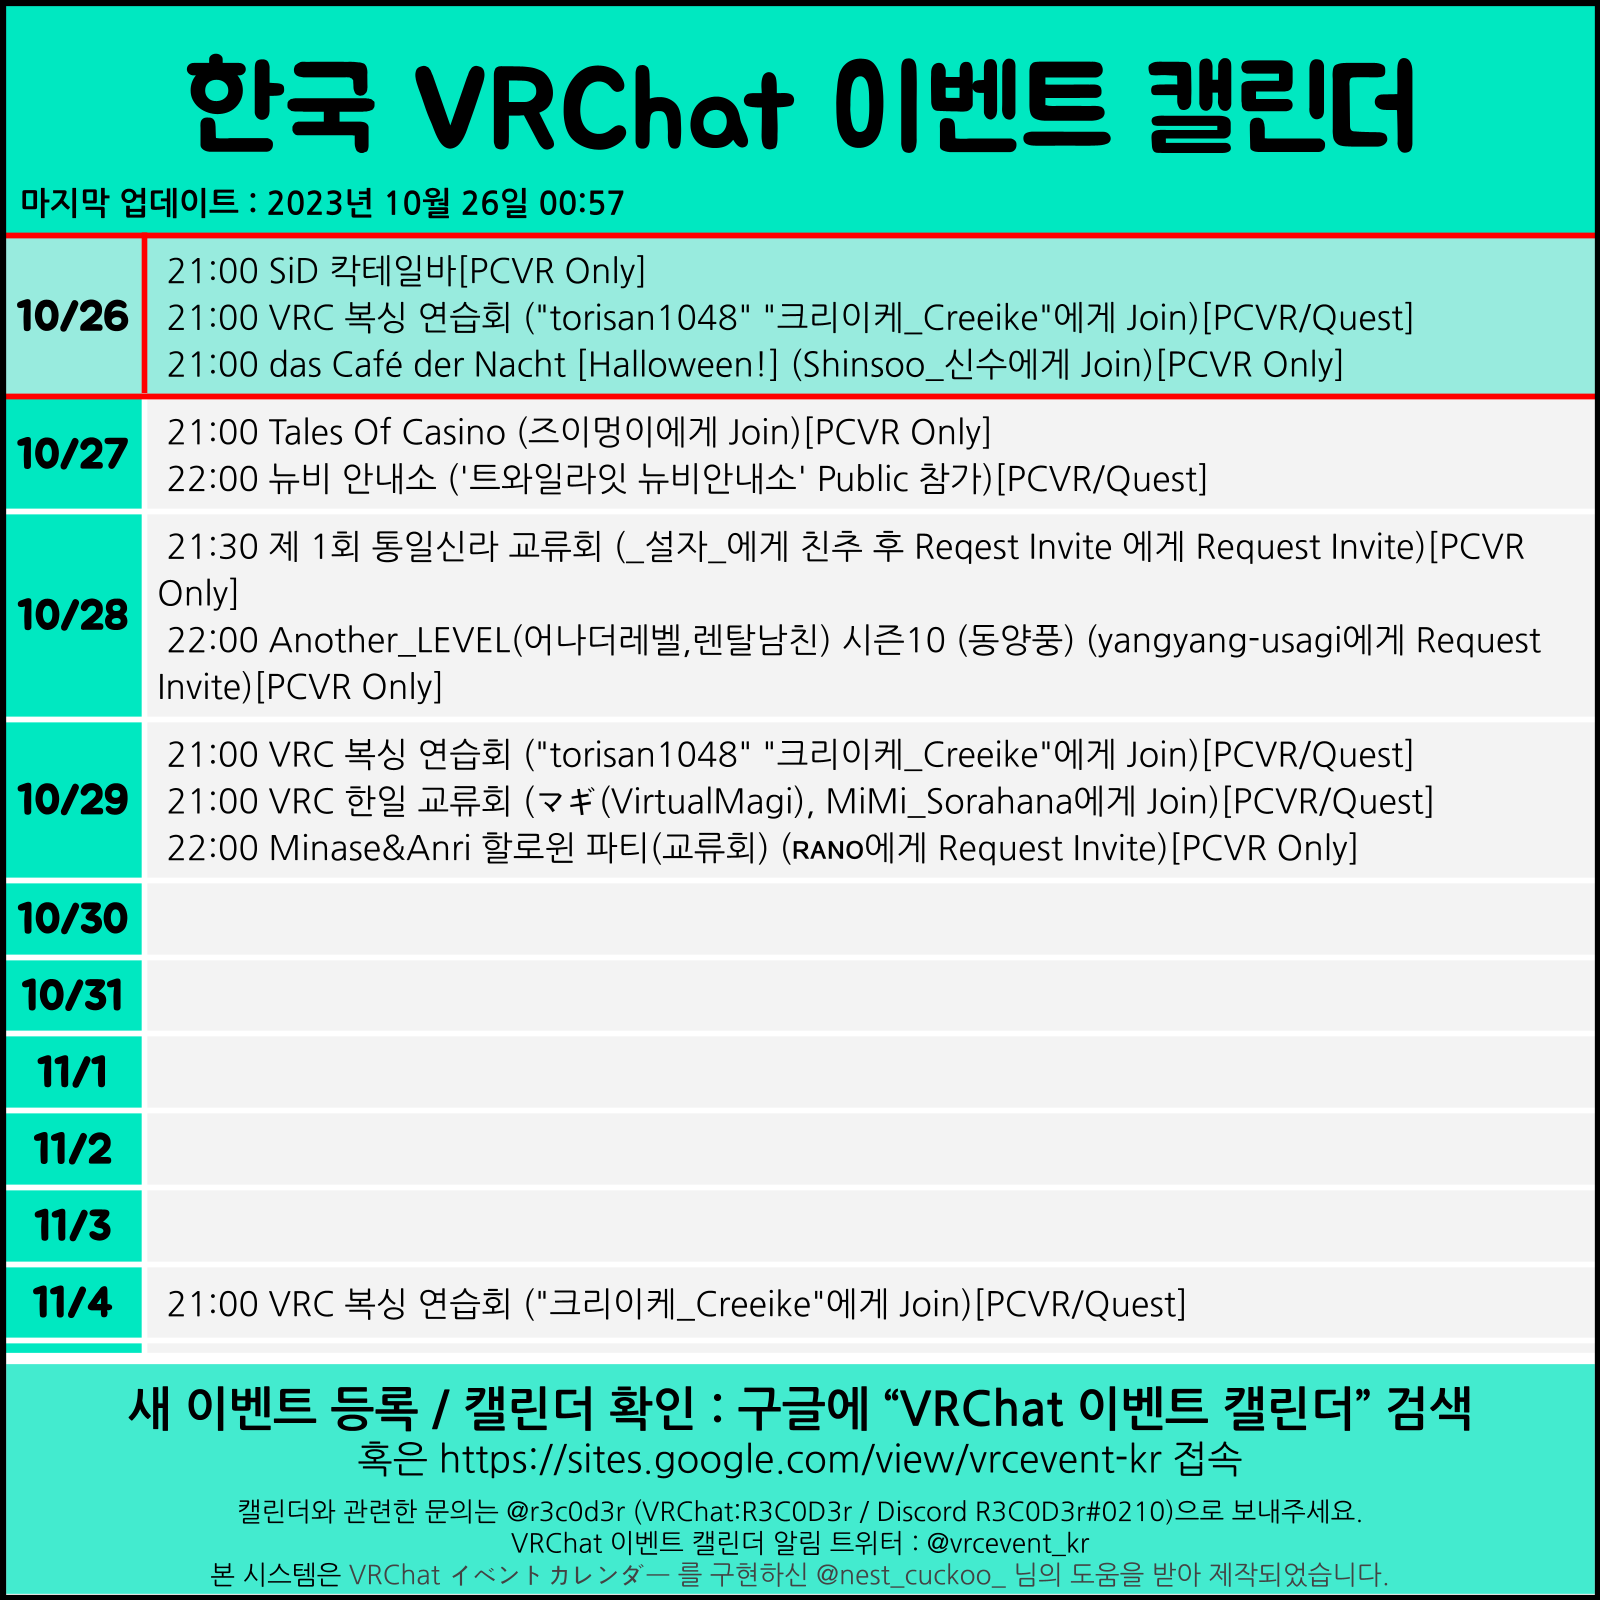 한국 VRChat 이벤트 캘린더
마지막 업데이트 : 2023년 10월 26일 00:57
10/26
21:00 SiD 칵테일바[PCVR Only]
21:00 VRC 복싱 연습회 ("torisan1048" "크리이케_Creeike"에게 Join)[PCVR/Quest]
21:00 das Café der Nacht [Halloween!] (Shinsoo_신수에게 Join)[PCVR Only]
10/27
21:00 Tales Of Casino (즈이멍이에게 Join)[PCVR Only]
22:00 뉴비 안내소 ('트와일라잇 뉴비안내소' Public 참가)[PCVR/Quest]
10/28
21:30 제 1회 통일신라 교류회 (_설자_에게 친추 후 Reqest Invite 에게 Request Invite)[PCVR
Only]
22:00 Another_LEVEL(어나더레벨,렌탈남친) 시즌10 (동양풍) (yangyang-usagi에게 Request
Invite)[PCVR Only]
10/29
21:00 VRC 복싱 연습회 ("torisan1048" "크리이케_Creeike"에게 Join)[PCVR/Quest]
21:00 VRC 한일 교류회 (マギ(VirtualMagi), MiMi_Sorahana에게 Join)[PCVR/Quest]
22:00 Minase&Anri 할로윈 파티(교류회) (ʀᴀɴᴏ에게 Request Invite)[PCVR Only]
10/30
10/31
11/1
11/2
11/3
11/4
21:00 VRC 복싱 연습회 ("크리이케_Creeike"에게 Join)[PCVR/Quest]
새 이벤트 등록 / 캘린더 확인 : 구글에 “VRChat 이벤트 캘린더” 검색
혹은 https://sites.google.com/view/vrcevent-kr 접속
캘린더와 관련한 문의는 @r3c0d3r (VRChat:R3C0D3r / Discord R3C0D3r#0210)으로 보내주세요.
VRChat 이벤트 캘린더 알림 트위터 : @vrcevent_kr
본 시스템은 VRChat イベントカレンダー 를 구현하신 @nest_cuckoo_ 님의 도움을 받아 제작되었습니다.